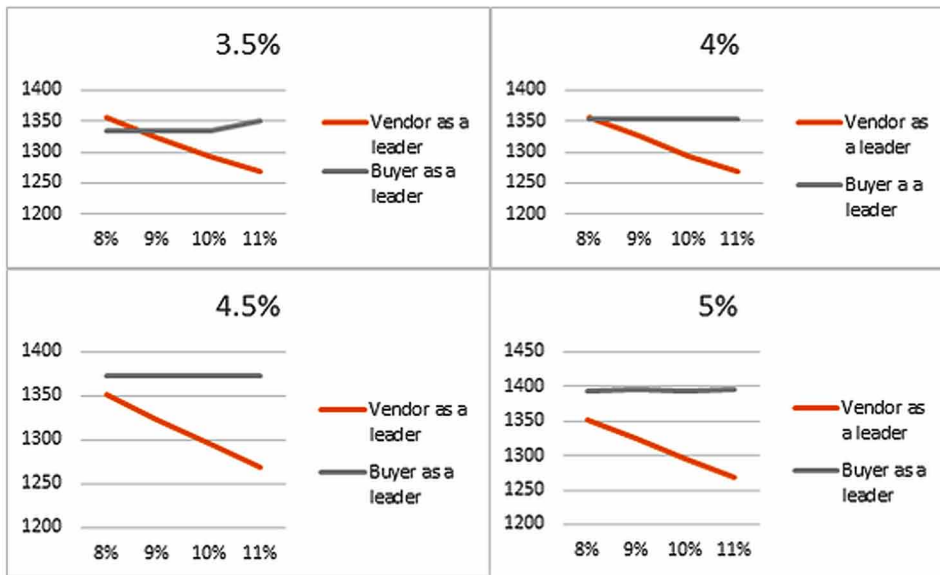 3.5%
1400
1350
1300
1250
1200
8% 9% 10% 11%
Vendor as a
leader
Buyer as a
leader
4%
1400
1350
1300
1250
1200
8% 9% 10% 11%
Vendor as
a leader
Buyer a a
leader
4.5%
1400
1350
1300
1250
1200
8% 9% 10% 11%
Vendor as a
leader
Buyer as a
leader
5%
1450
1400
1350
1300
1250
1200
8% 9% 10% 11%
Vendor as
a leader
Buyer as a
leader